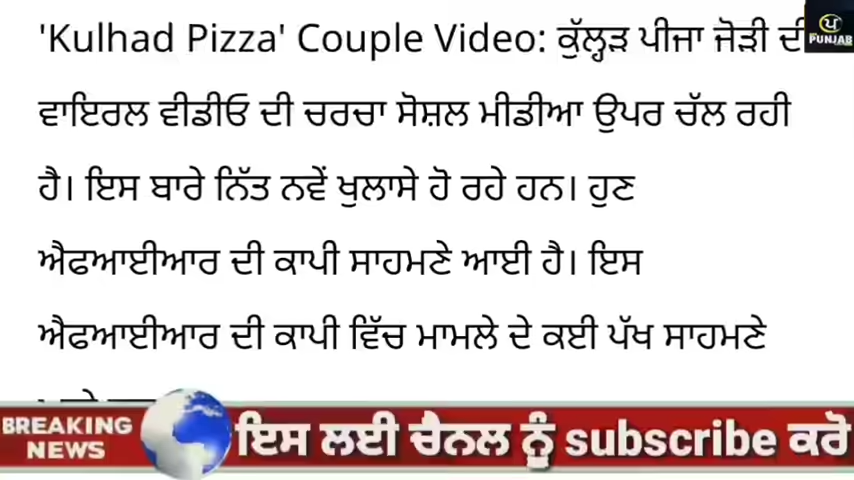 'Kulhad Pizza' Couple Video: ਕੁੱਲ੍ਹੜ ਪੀਜਾ ਜੋੜੀ ਦੀ
ਵਾਇਰਲ ਵੀਡੀਓ ਦੀ ਚਰਚਾ ਸੋਸ਼ਲ ਮੀਡੀਆ ਉਪਰ ਚੱਲ ਰਹੀ
ਹੈ। ਇਸ ਬਾਰੇ ਨਿੱਤ ਨਵੇਂ ਖੁਲਾਸੇ ਹੋ ਰਹੇ ਹਨ। ਹੁਣ
ਐਫਆਈਆਰ ਦੀ ਕਾਪੀ ਸਾਹਮਣੇ ਆਈ ਹੈ। ਇਸ
ਐਫਆਈਆਰ ਦੀ ਕਾਪੀ ਵਿੱਚ ਮਾਮਲੇ ਦੇ ਕਈ ਪੱਖ ਸਾਹਮਣੇ
ਪ
PUNJAB
BREAKING
NEWS
ਇਸ ਲਈ ਚੈਨਲ ਨੂੰ subscribe ਕਰੋ